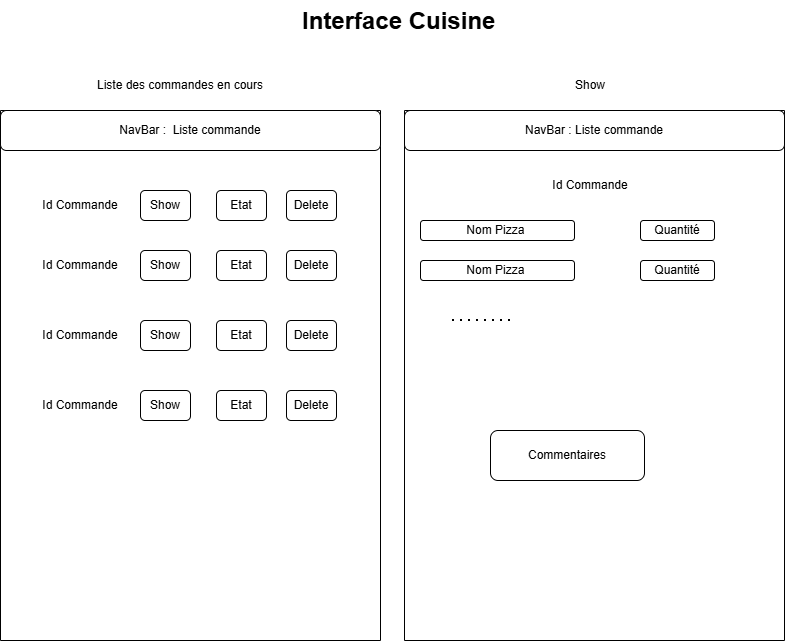 Interface Cuisine
Liste des commandes en cours
NavBar :  Liste commande
Id Commande Show Etat Delete
Id Commande Show Etat Delete
Id Commande Show Etat Delete
Id Commande Show Etat Delete
Show
NavBar : Liste commande
Id Commande
Nom Pizza Quantité
Nom Pizza Quantité
. . . . . . . .
Commentaires